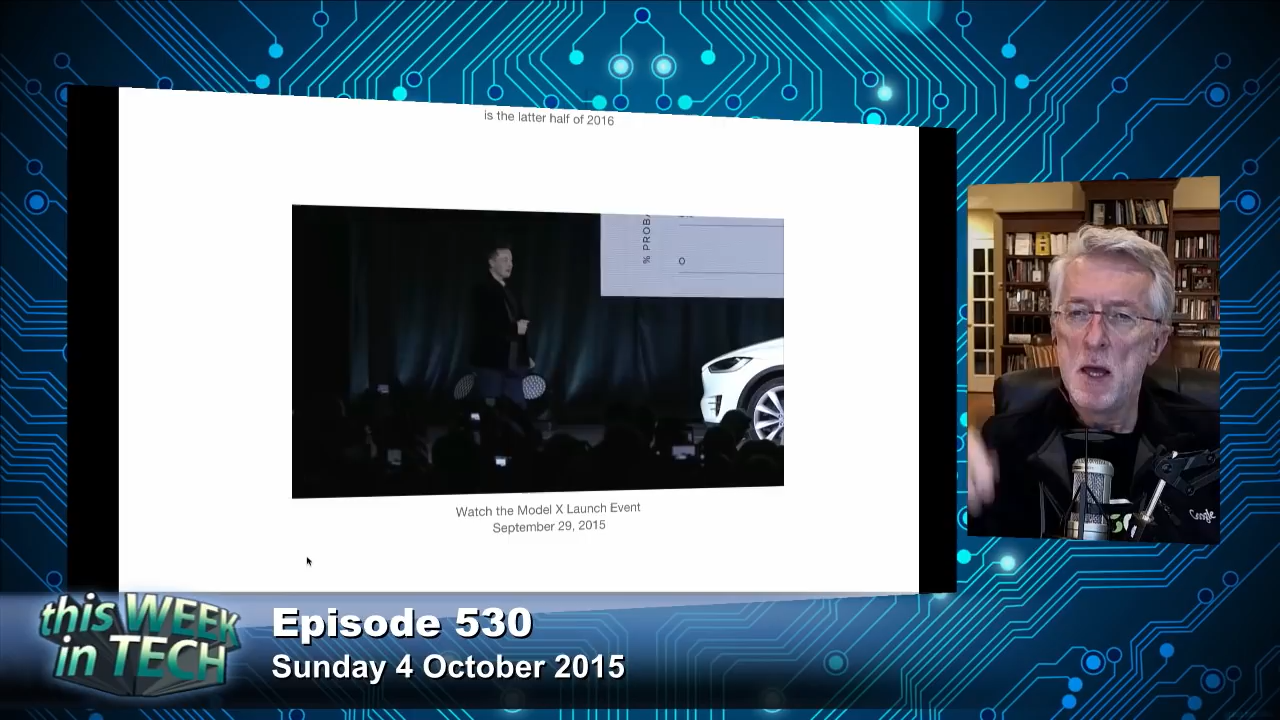 is the latter half of 2016
% PROBA
0
Watch the Model X Launch Event
September 29, 2015
Google
this WEEK
in TECH
Episode 530
Sunday 4 October 2015